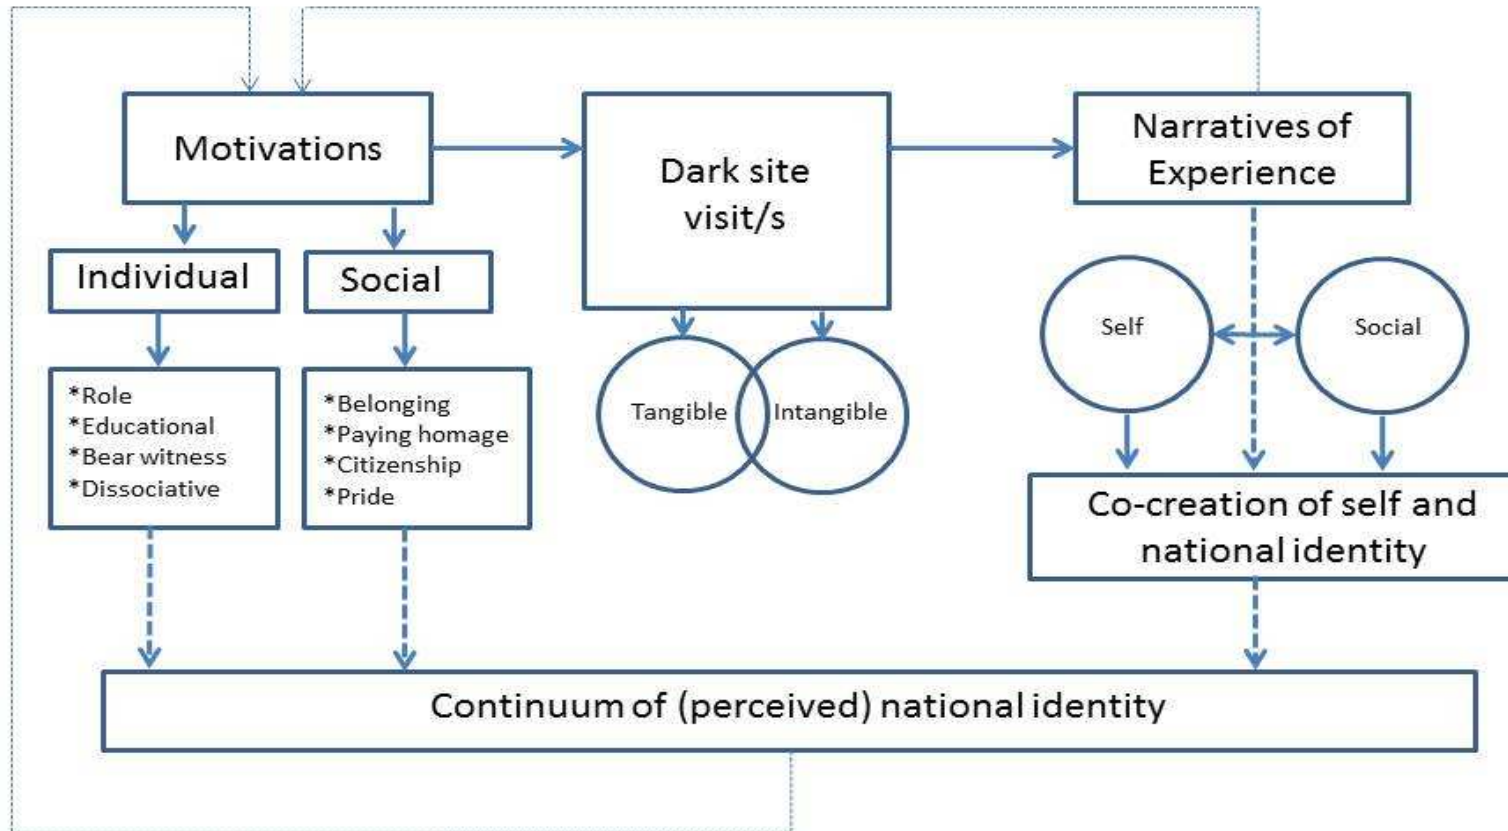 Motivations
Dark site
visit/s
Narratives of
Experience
Individual
Social
*Role
*Educational
*Bear witness
*Dissociative
*Belonging
*Paying homage
*Citizenship
*Pride
Tangible
Intangible
Self
Social
Co-creation of self and
national identity
Continuum of (perceived) national identity